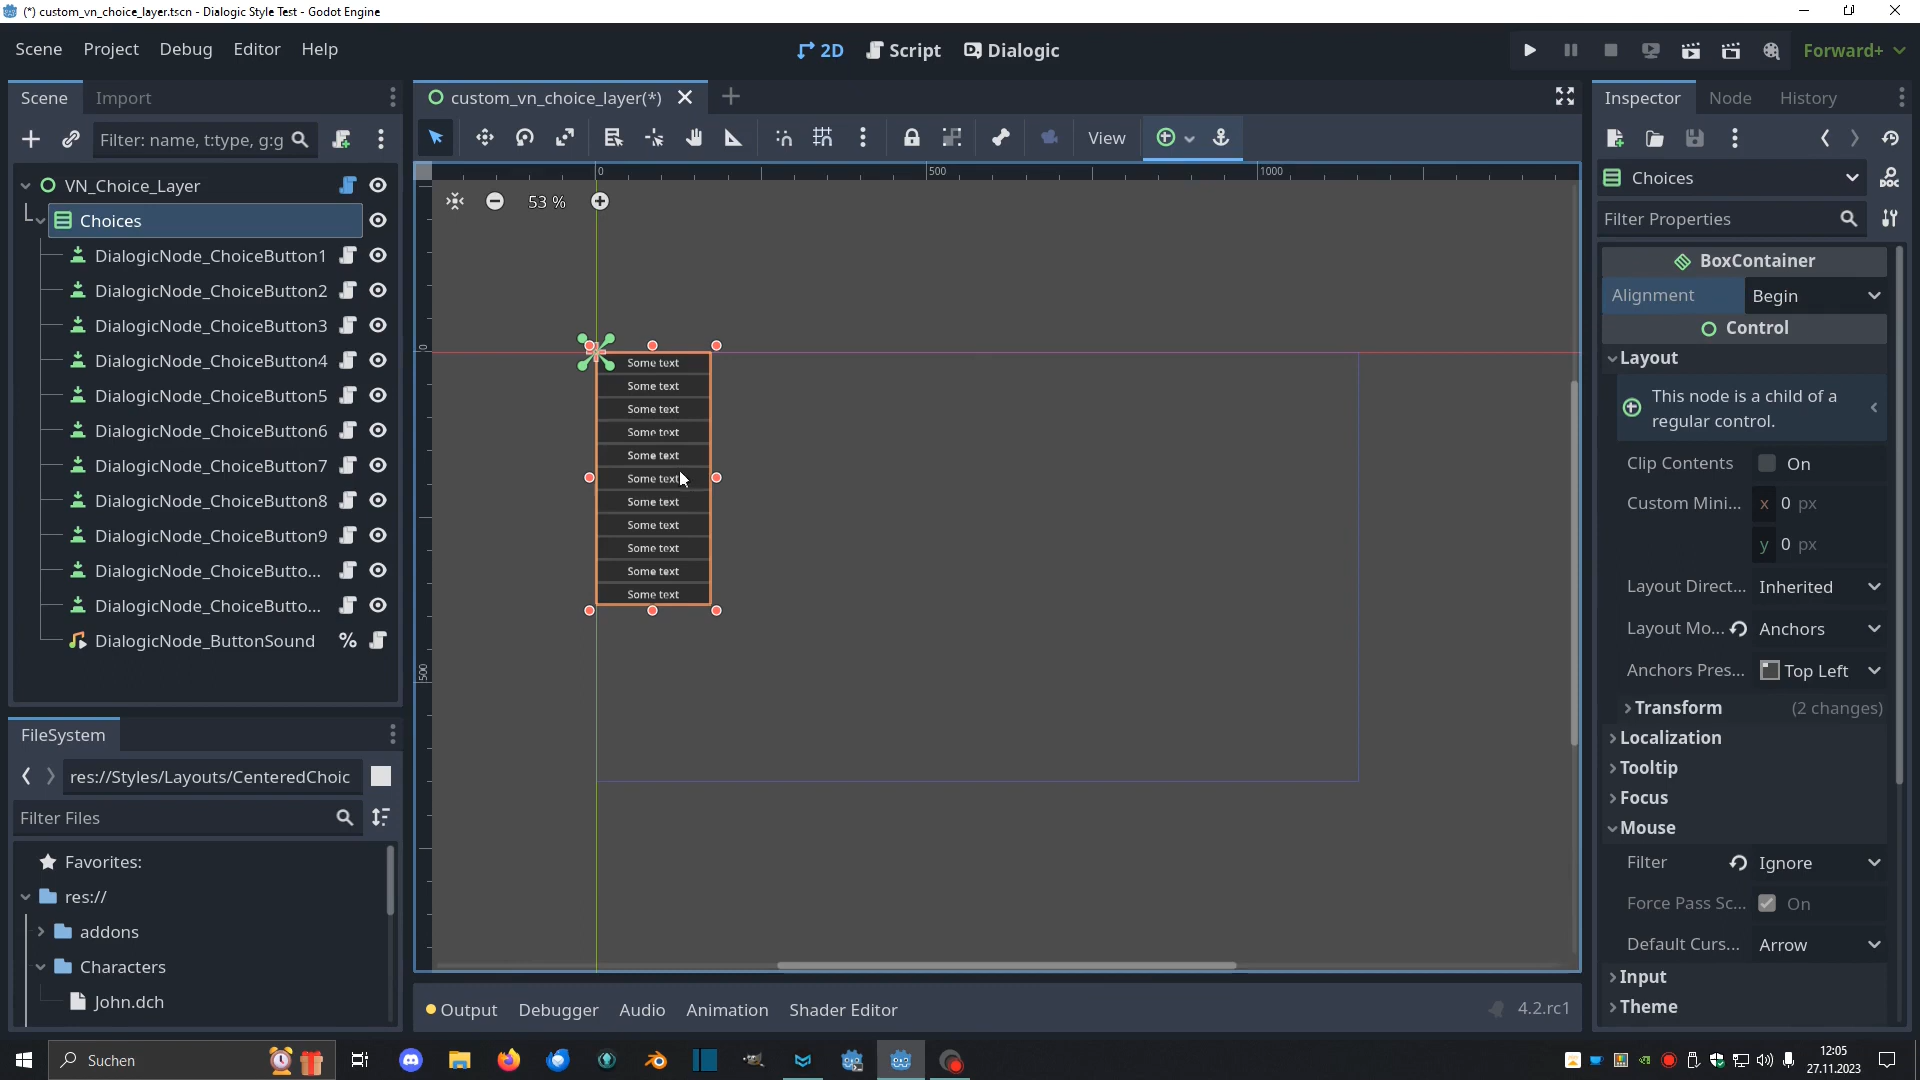 (*) custom_vn_choice_layer.tscn - Dialogic Style Test - Godot Engine
Scene Project Debug Editor Help
2D Script Dialogic
Forward+
Scene Import
Filter: name, t:type, g:g
VN_Choice_Layer
Choices
DialogicNode_ChoiceButton1
DialogicNode_ChoiceButton2
DialogicNode_ChoiceButton3
DialogicNode_ChoiceButton4
DialogicNode_ChoiceButton5
DialogicNode_ChoiceButton6
DialogicNode_ChoiceButton7
DialogicNode_ChoiceButton8
DialogicNode_ChoiceButton9
DialogicNode_ChoiceButto...
DialogicNode_ChoiceButto...
DialogicNode_ButtonSound %
FileSystem
res://Styles/Layouts/CenteredChoic
Filter Files
Favorites:
res://
addons
Characters
John.dch
custom_vn_choice_layer(*)
View
0 500 1000
53 %
0
500
Some text
Some text
Some text
Some text
Some text
Some text
Some text
Some text
Some text
Some text
Some text
Output Debugger Audio Animation Shader Editor
4.2.rc1
Inspector Node History
Choices
Filter Properties
BoxContainer
Alignment Begin
Control
Layout
This node is a child of a
regular control.
Clip Contents On
Custom Mini... x 0 px
y 0 px
Layout Direct... Inherited
Layout Mo... Anchors
Anchors Pres... Top Left
Transform (2 changes)
Localization
Tooltip
Focus
Mouse
Filter Ignore
Force Pass Sc... On
Default Curs... Arrow
Input
Theme
Suchen
12:05
27.11.2023